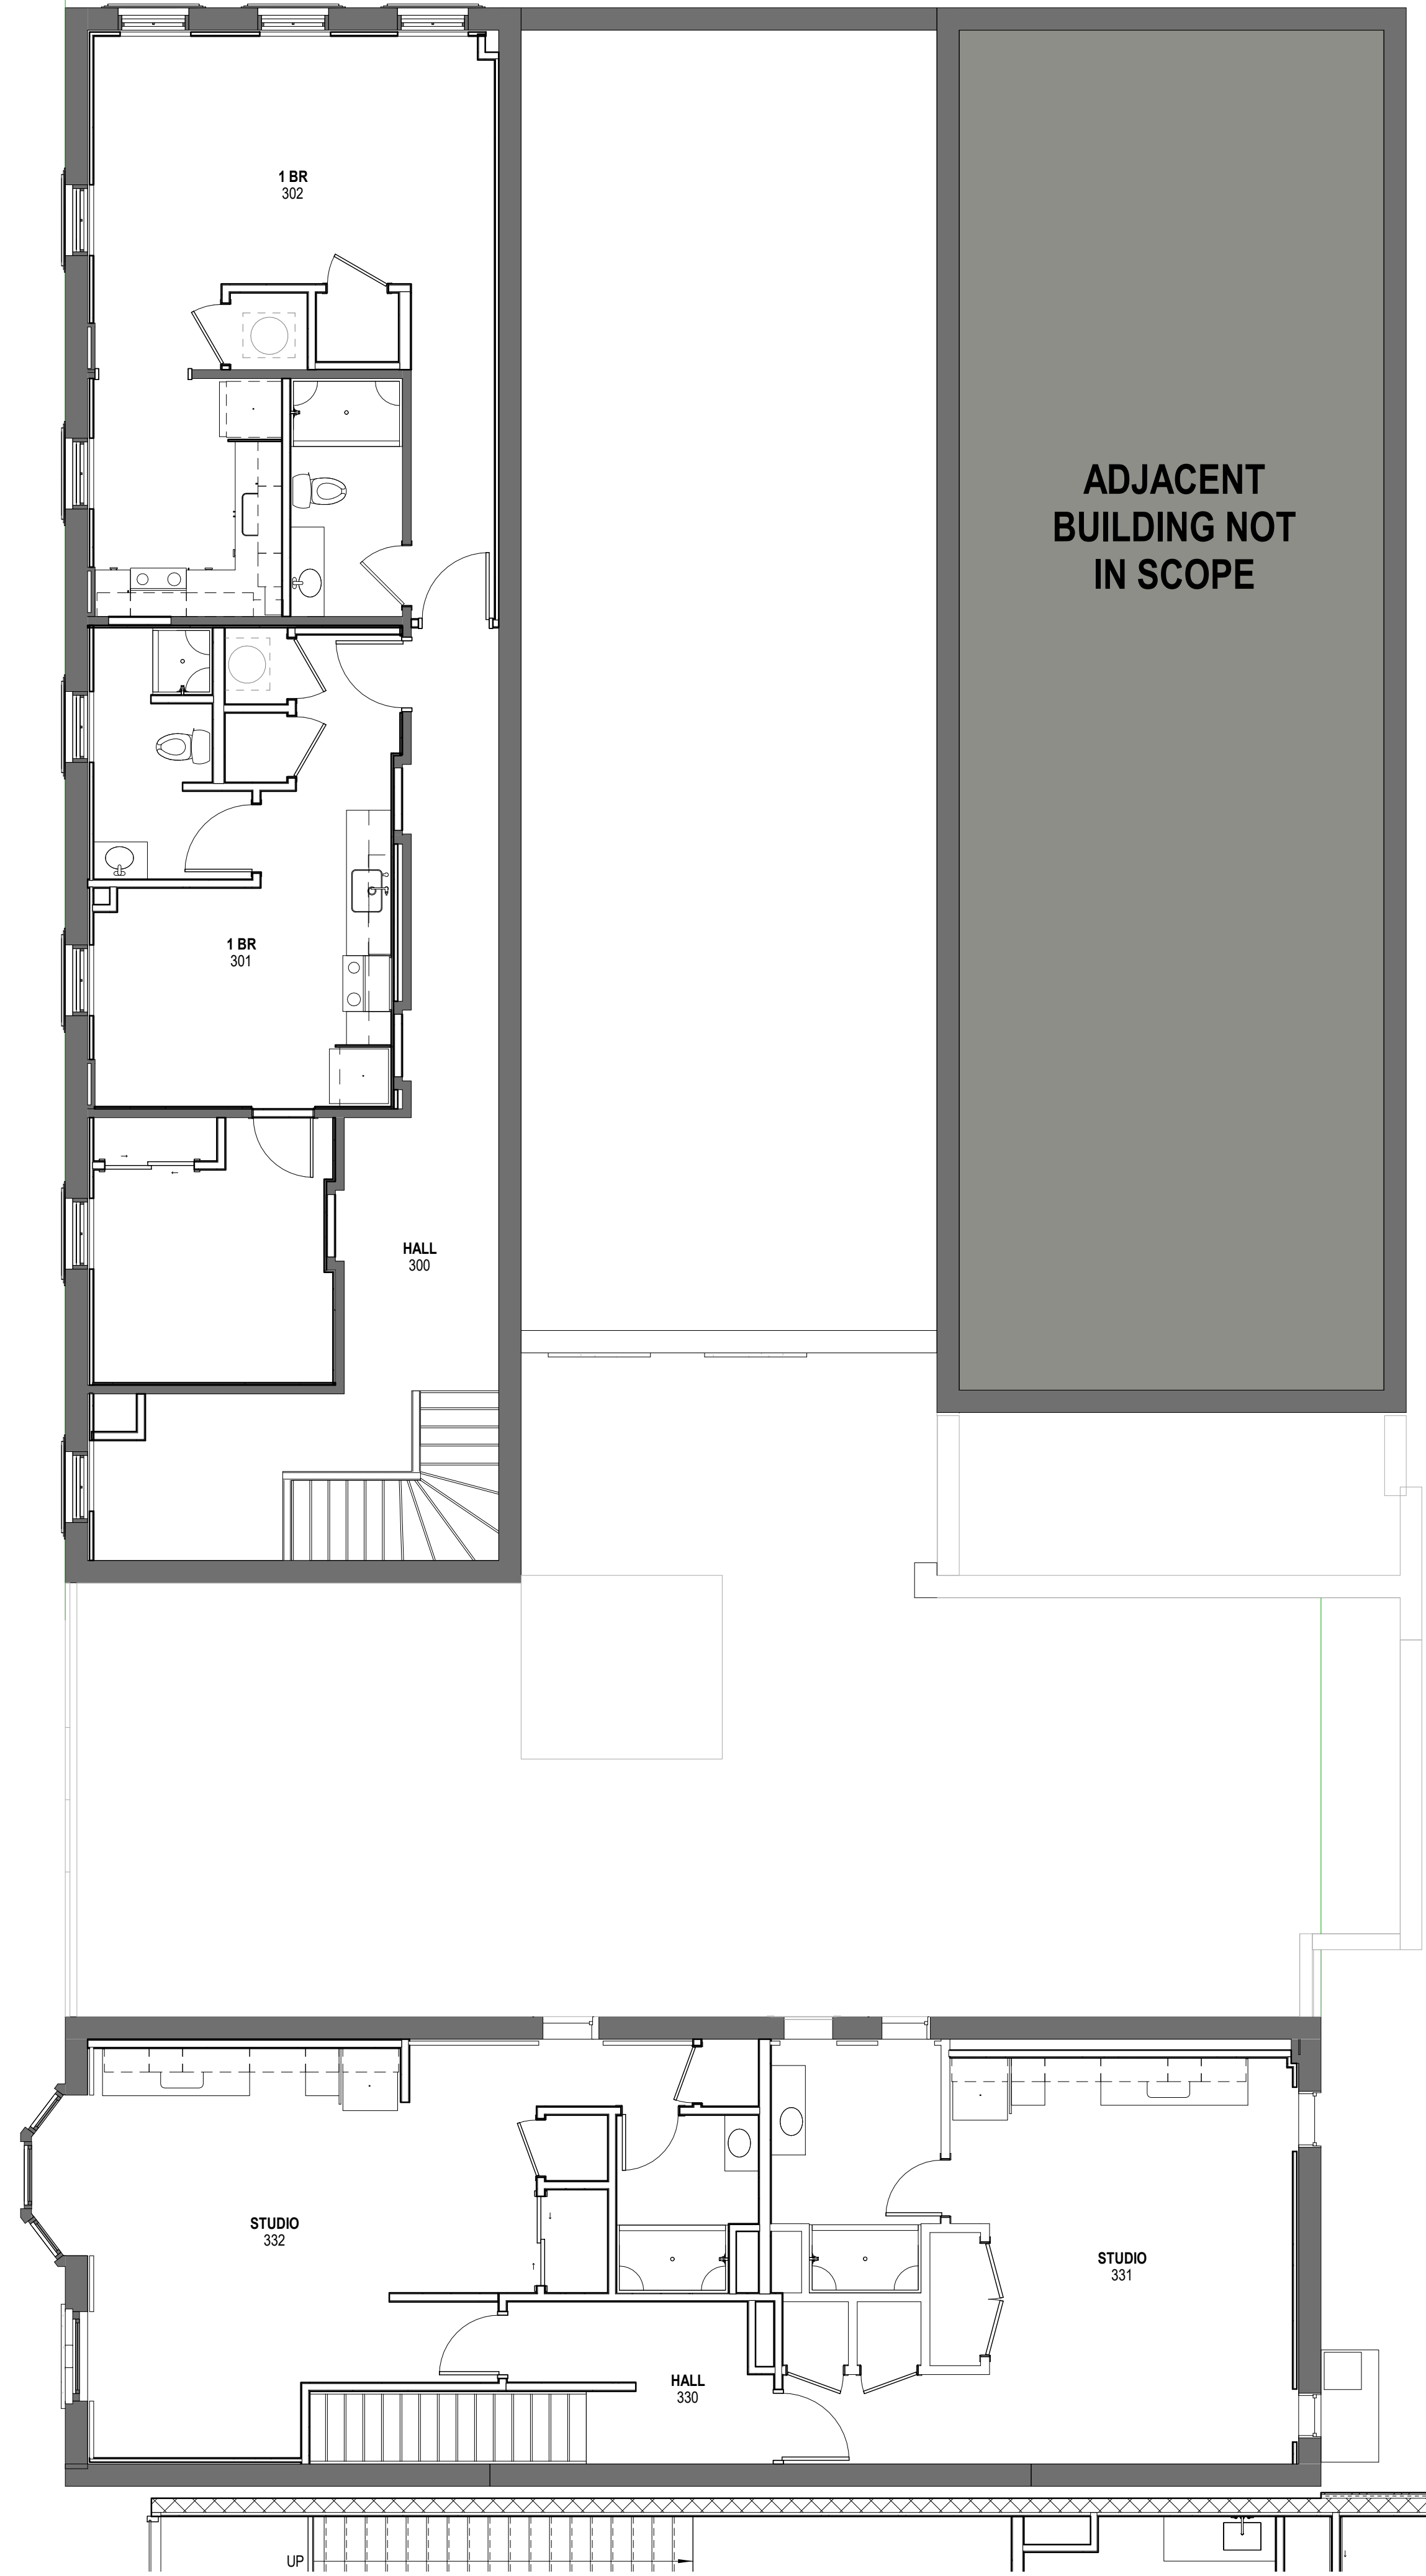 1 BR
302
ADJACENT
BUILDING NOT
IN SCOPE
1 BR
301
HALL
300
STUDIO
332
STUDIO
331
HALL
330
UP